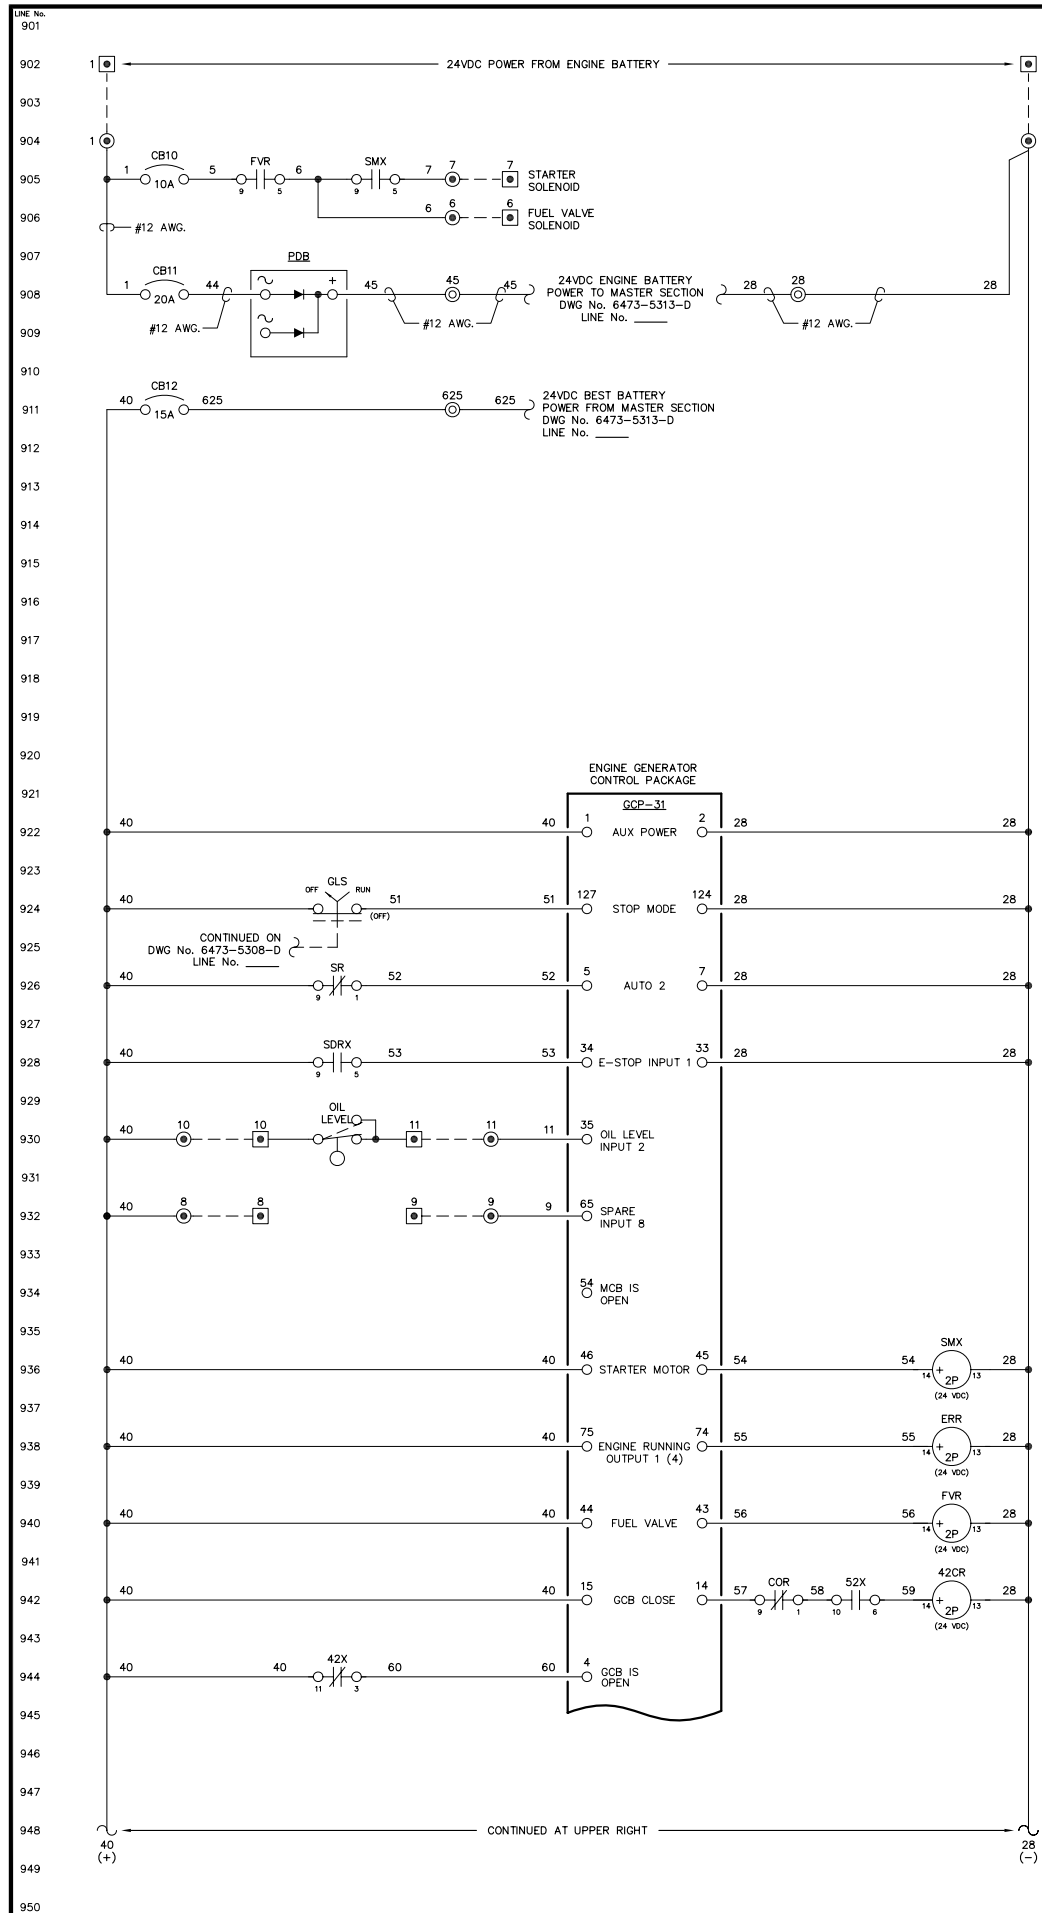 LINE No.
901
902 1 24VDC POWER FROM ENGINE BATTERY
903
904 1
CB10 FVR SMX
905 1 10A 5 9 5 6 9 5 7 7 7 STARTER
SOLENOID
906 6 6 6 FUEL VALVE
SOLENOID
#12 AWG.
907
PDB
CB11
908 1 20A 44 + 45 45 45 24VDC ENGINE BATTERY
POWER TO MASTER SECTION
DWG No. 6473-5313-D
LINE No. _____
28 28 28
#12 AWG. #12 AWG. #12 AWG.
909
910
CB12
911 40 15A 625 625 625 24VDC BEST BATTERY
POWER FROM MASTER SECTION
DWG No. 6473-5313-D
LINE No. _____
912
913
914
915
916
917
918
919
920
ENGINE GENERATOR
CONTROL PACKAGE
921
GCP-31
922 40 40 1 AUX POWER 2 28 28
923
GLS
OFF RUN
924 40 51 51 127 STOP MODE 124 28 28
(OFF)
925 CONTINUED ON
DWG No. 6473-5308-D
LINE No. _____
SR
926 40 9 1 52 52 5 AUTO 2 7 28 28
927
SDRX
928 40 9 5 53 53 34 E-STOP INPUT 1 33 28 28
929
OIL
LEVEL
930 40 10 10 11 11 11 35 OIL LEVEL
INPUT 2
931
932 40 8 8 9 9 9 65 SPARE
INPUT 8
933
934 54 MCB IS
OPEN
935
SMX
936 40 40 46 STARTER MOTOR 45 54 54 14 + 2P 13 28
(24 VDC)
937
ERR
938 40 40 75 ENGINE RUNNING 74 55 55 14 + 2P 13 28
OUTPUT 1 (4)
(24 VDC)
939
FVR
940 40 40 44 FUEL VALVE 43 56 56 14 + 2P 13 28
(24 VDC)
941
COR 52X 42CR
942 40 40 15 GCB CLOSE 14 57 9 1 58 10 6 59 14 + 2P 13 28
(24 VDC)
943
42X
944 40 40 11 3 60 60 4 GCB IS
OPEN
945
946
947
948 CONTINUED AT UPPER RIGHT
40 28
(+) (-)
949
950